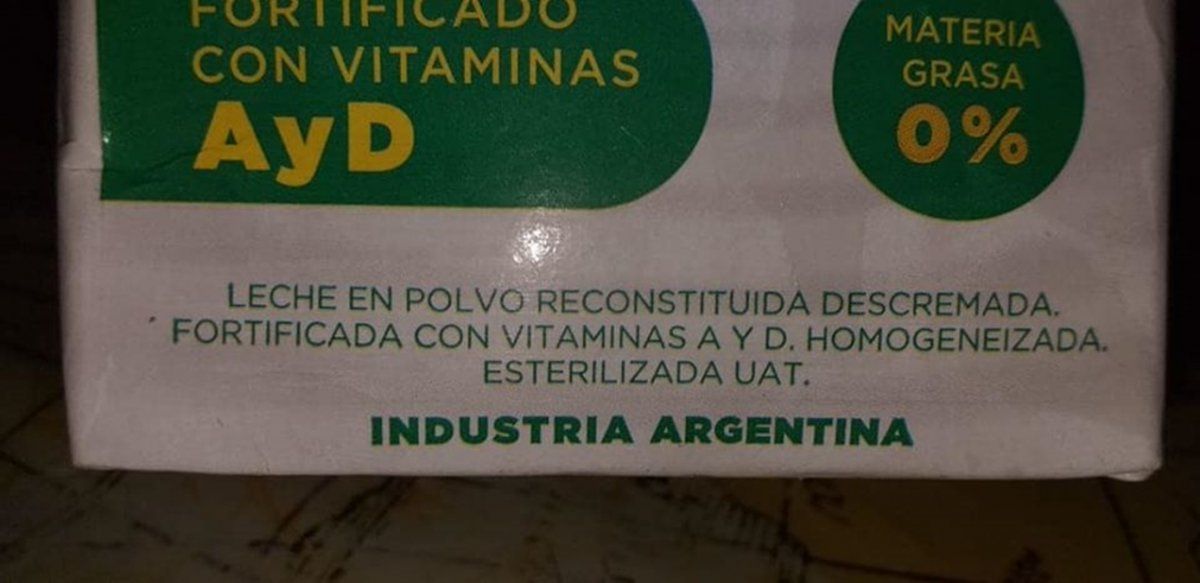 FORTIFICADO
CON VITAMINAS
AyD
MATERIA
GRASA
0%
LECHE EN POLVO RECONSTITUIDA DESCREMADA.
FORTIFICADA CON VITAMINAS A Y D. HOMOGENEIZADA.
ESTERILIZADA UAT.
INDUSTRIA ARGENTINA